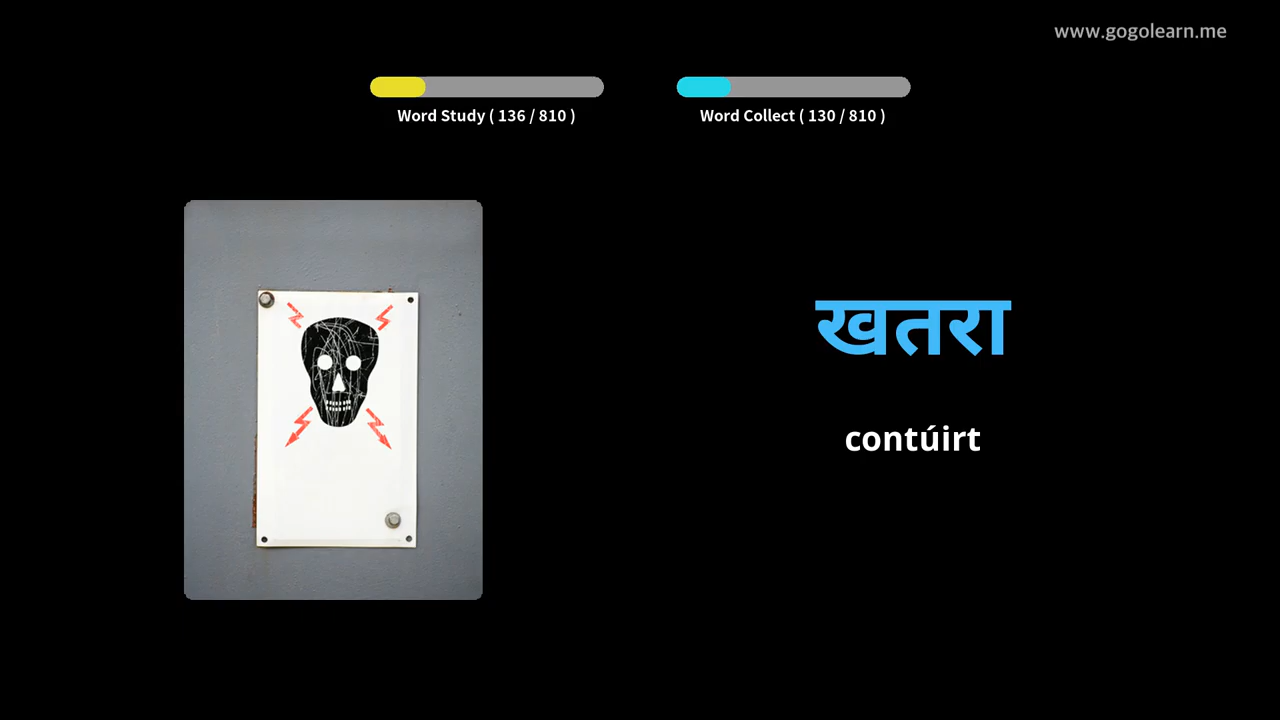 www.gogolearn.me
Word Study ( 136 / 810 )
Word Collect ( 130 / 810 )
खतरा
contúirt